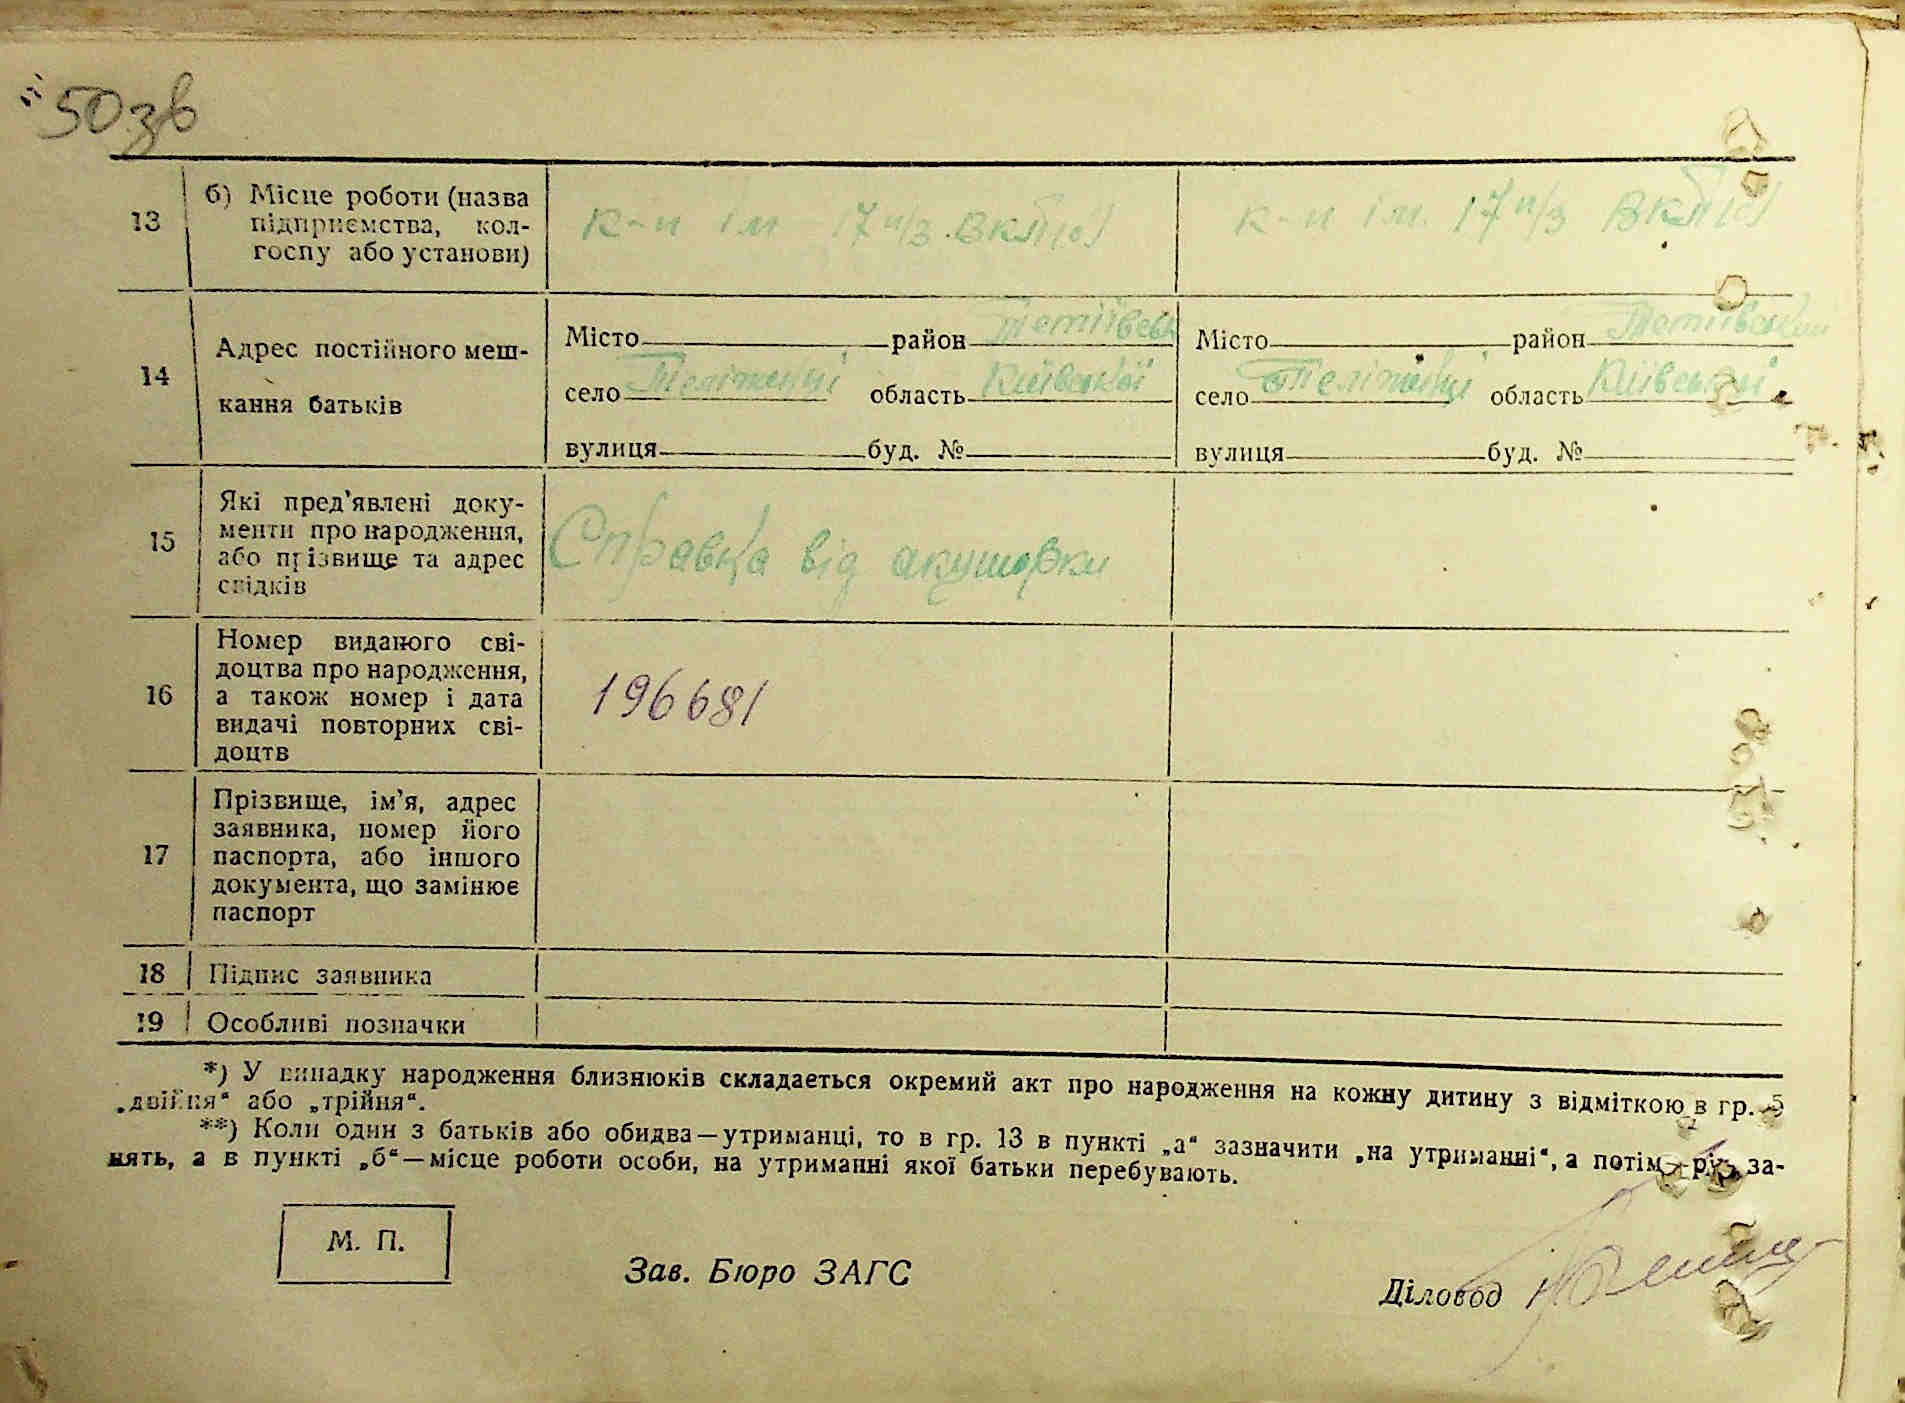 50зв
13
б) Місце роботи (назва
підприємства, кол-
госпу або установи)
к-п ім 17 п/з ВКП(б)
к-п ім. 17 п/з ВКП(б)
14
Адрес постійного меш-
кання батьків
Місто район Тетіївськ
село Телітинці область Київської
вулиця буд. №
Місто район Тетіївський
село Телітинці область Київської
вулиця буд. №
15
Які пред'явлені доку-
менти про народження,
або прізвище та адрес
свідків
Справка від акушорки
16
Номер виданого сві-
доцтва про народження,
а також номер і дата
видачі повторних сві-
доцтв
196681
17
Прізвище, ім'я, адрес
заявника, номер його
паспорта, або іншого
документа, що замінює
паспорт
18 Підпис заявника
19 Особливі позначки
*) У випадку народження близнюків складається окремий акт про народження на кожну дитину з відміткою в гр. 5
„двійня“ або „трійня“.
**) Коли один з батьків або обидва—утриманці, то в гр. 13 в пункті „а“ зазначити „на утриманні“, а потім рід за-
нять, а в пункті „б“—місце роботи особи, на утриманні якої батьки перебувають.
М. П.
Зав. Бюро ЗАГС
Діловод